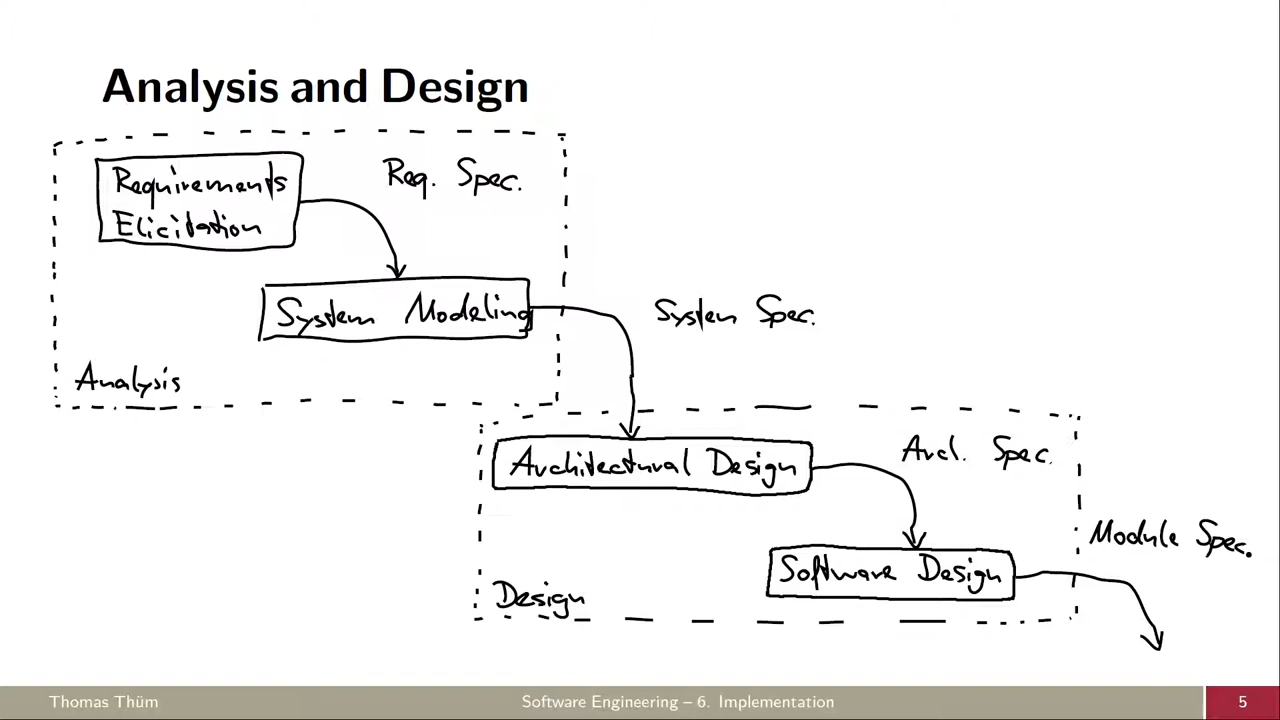 Analysis and Design
Requirements
Elicitation
Req. Spec.
System Modeling
System Spec.
Analysis
Architectural Design
Arch. Spec.
Software Design
Module Spec.
Design
Thomas Thüm
Software Engineering – 6. Implementation
5